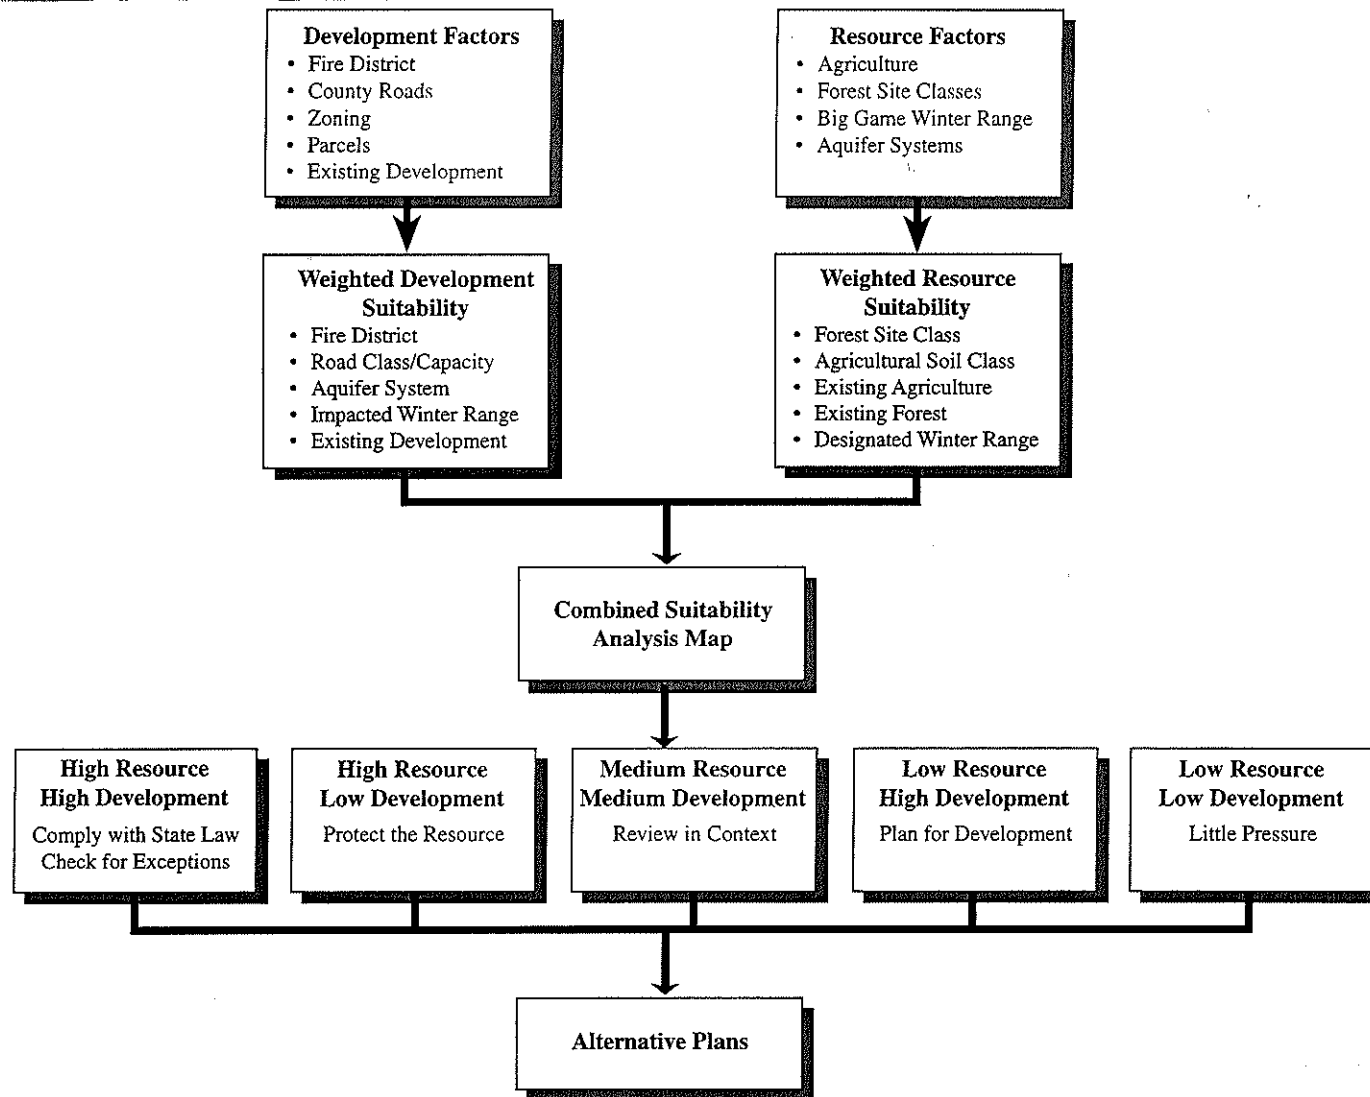 Development Factors
• Fire District
• County Roads
• Zoning
• Parcels
• Existing Development
Resource Factors
• Agriculture
• Forest Site Classes
• Big Game Winter Range
• Aquifer Systems
Weighted Development
Suitability
• Fire District
• Road Class/Capacity
• Aquifer System
• Impacted Winter Range
• Existing Development
Weighted Resource
Suitability
• Forest Site Class
• Agricultural Soil Class
• Existing Agriculture
• Existing Forest
• Designated Winter Range
Combined Suitability
Analysis Map
High Resource
High Development
Comply with State Law
Check for Exceptions
High Resource
Low Development
Protect the Resource
Medium Resource
Medium Development
Review in Context
Low Resource
High Development
Plan for Development
Low Resource
Low Development
Little Pressure
Alternative Plans